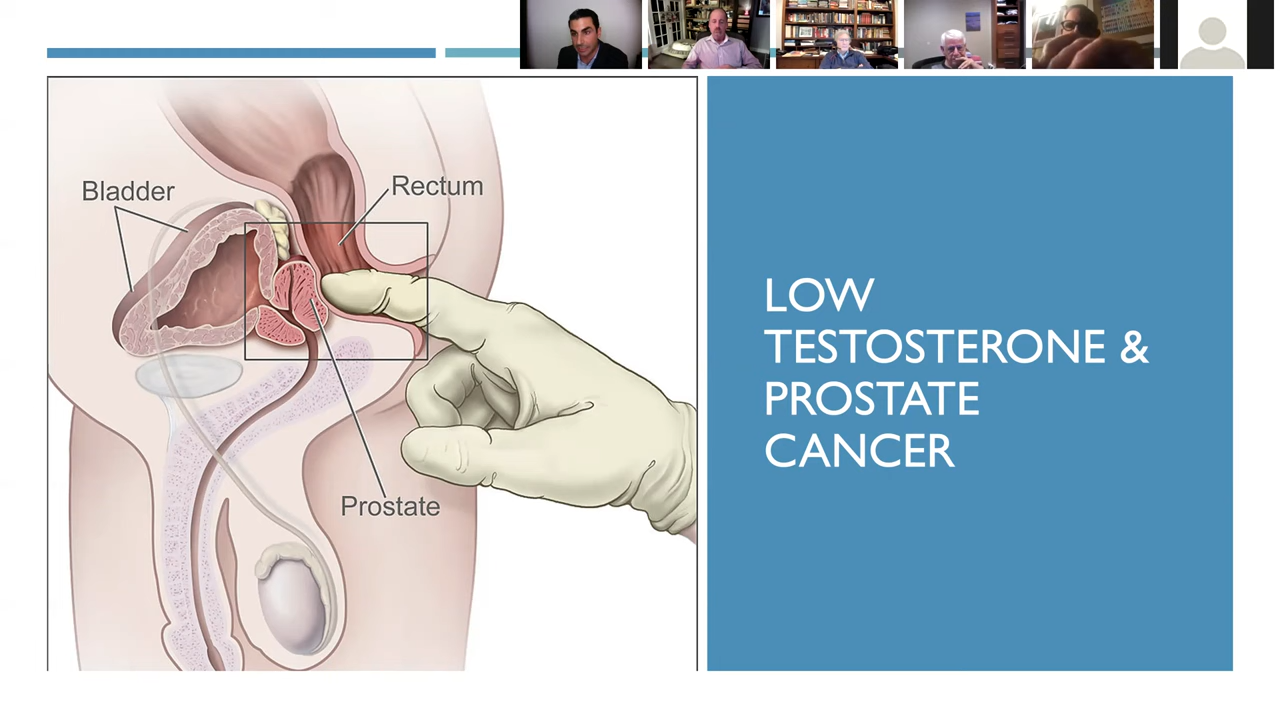 Bladder
Rectum
Prostate
LOW
TESTOSTERONE &
PROSTATE
CANCER